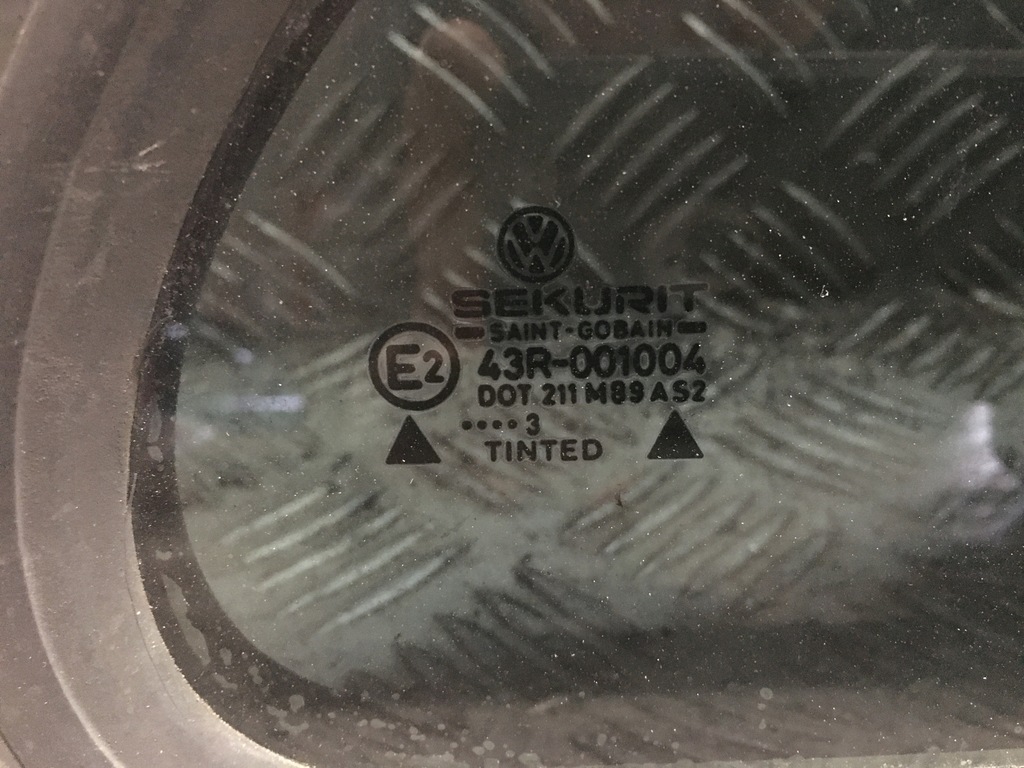 SEKURIT
SAINT-GOBAIN
E2 43R-001004
DOT 211 M89 AS2
••••3
TINTED